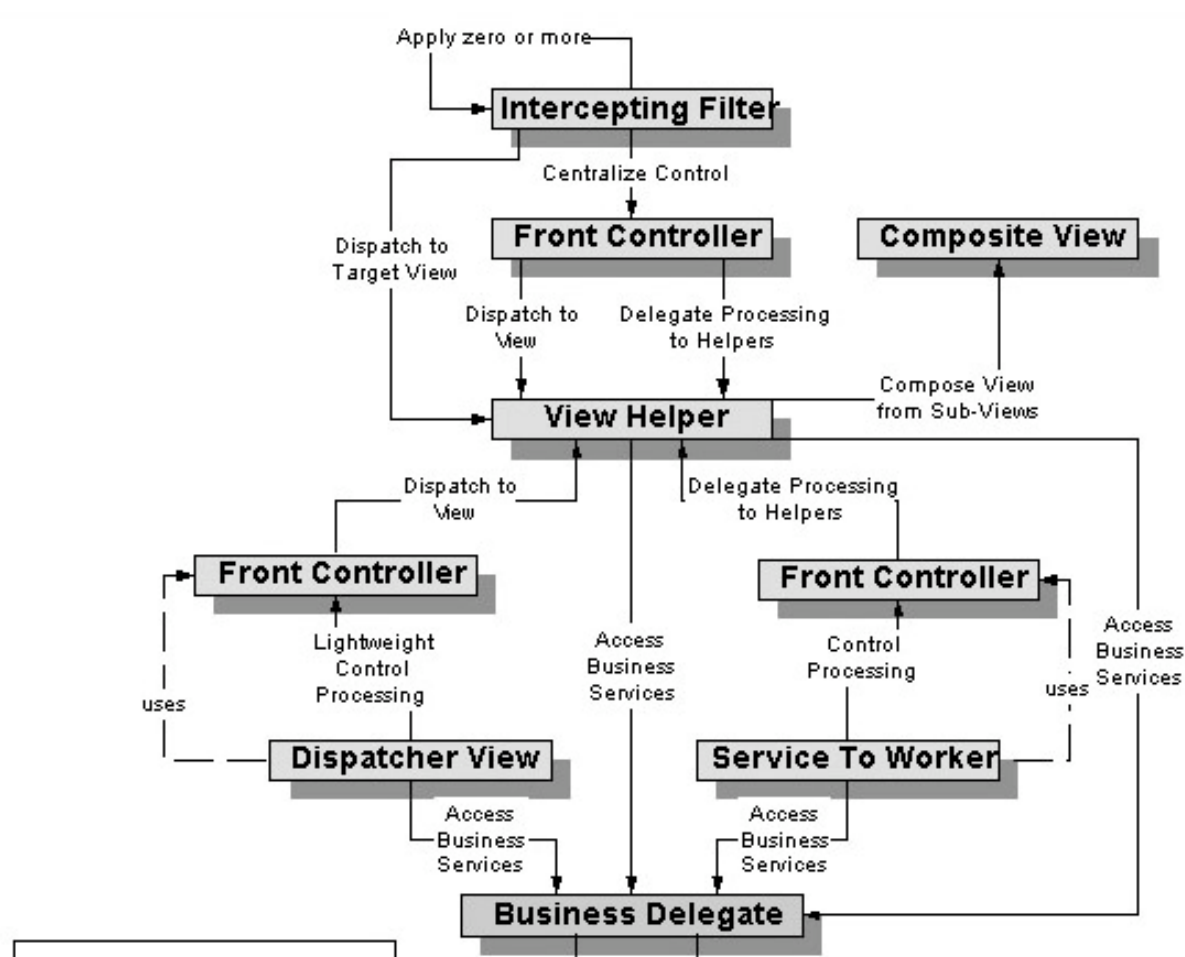 Apply zero or more
Intercepting Filter
Centralize Control
Front Controller
Composite View
Dispatch to
Target View
Dispatch to
View
Delegate Processing
to Helpers
Compose View
from Sub-Views
View Helper
Dispatch to
View
Delegate Processing
to Helpers
Front Controller
Front Controller
Lightweight
Control
Processing
Access
Business
Services
Control
Processing
Access
Business
Services
uses
uses
Dispatcher View
Service To Worker
Access
Business
Services
Access
Business
Services
Business Delegate